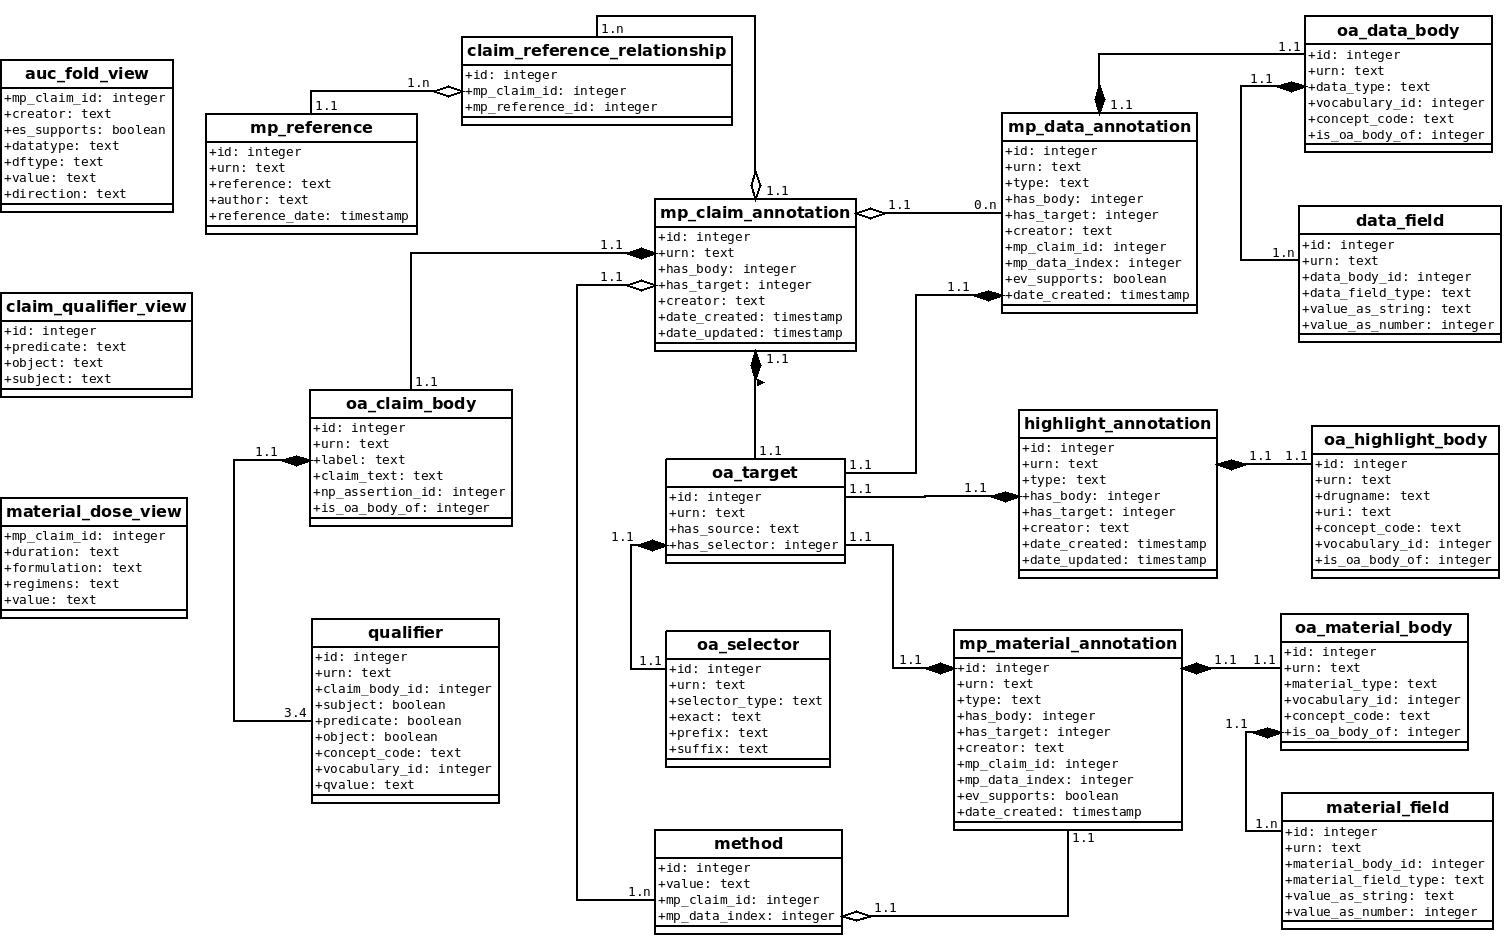 auc_fold_view
+mp_claim_id: integer
+creator: text
+es_supports: boolean
+datatype: text
+dftype: text
+value: text
+direction: text
claim_qualifier_view
+id: integer
+predicate: text
+object: text
+subject: text
material_dose_view
+mp_claim_id: integer
+duration: text
+formulation: text
+regimens: text
+value: text
1.n
claim_reference_relationship
+id: integer
+mp_claim_id: integer
+mp_reference_id: integer
1.n
1.1
mp_reference
+id: integer
+urn: text
+reference: text
+author: text
+reference_date: timestamp
1.1
mp_claim_annotation
+id: integer
+urn: text
+has_body: integer
+has_target: integer
+creator: text
+date_created: timestamp
+date_updated: timestamp
1.1
1.1
1.1
0.n
1.1
1.1
oa_claim_body
+id: integer
+urn: text
+label: text
+claim_text: text
+np_assertion_id: integer
+is_oa_body_of: integer
1.1
3.4
qualifier
+id: integer
+urn: text
+claim_body_id: integer
+subject: boolean
+predicate: boolean
+object: boolean
+concept_code: text
+vocabulary_id: integer
+qvalue: text
1.1
oa_target
+id: integer
+urn: text
+has_source: text
+has_selector: integer
1.1
1.1
1.1
1.1
1.1
oa_selector
+id: integer
+urn: text
+selector_type: text
+exact: text
+prefix: text
+suffix: text
1.n
method
+id: integer
+value: text
+mp_claim_id: integer
+mp_data_index: integer
1.1
1.1
1.1
mp_data_annotation
+id: integer
+urn: text
+type: text
+has_body: integer
+has_target: integer
+creator: text
+mp_claim_id: integer
+mp_data_index: integer
+ev_supports: boolean
+date_created: timestamp
1.1
1.1
oa_data_body
+id: integer
+urn: text
+data_type: text
+vocabulary_id: integer
+concept_code: text
+is_oa_body_of: integer
1.1
1.n
data_field
+id: integer
+urn: text
+data_body_id: integer
+data_field_type: text
+value_as_string: text
+value_as_number: integer
1.1
highlight_annotation
+id: integer
+urn: text
+type: text
+has_body: integer
+has_target: integer
+creator: text
+date_created: timestamp
+date_updated: timestamp
1.1 1.1
oa_highlight_body
+id: integer
+urn: text
+drugname: text
+uri: text
+concept_code: text
+vocabulary_id: integer
+is_oa_body_of: integer
1.1
mp_material_annotation
+id: integer
+urn: text
+type: text
+has_body: integer
+has_target: integer
+creator: text
+mp_claim_id: integer
+mp_data_index: integer
+ev_supports: boolean
+date_created: timestamp
1.1 1.1
oa_material_body
+id: integer
+urn: text
+material_type: text
+vocabulary_id: integer
+concept_code: text
+is_oa_body_of: integer
1.1
1.n
material_field
+id: integer
+urn: text
+material_body_id: integer
+material_field_type: text
+value_as_string: text
+value_as_number: integer